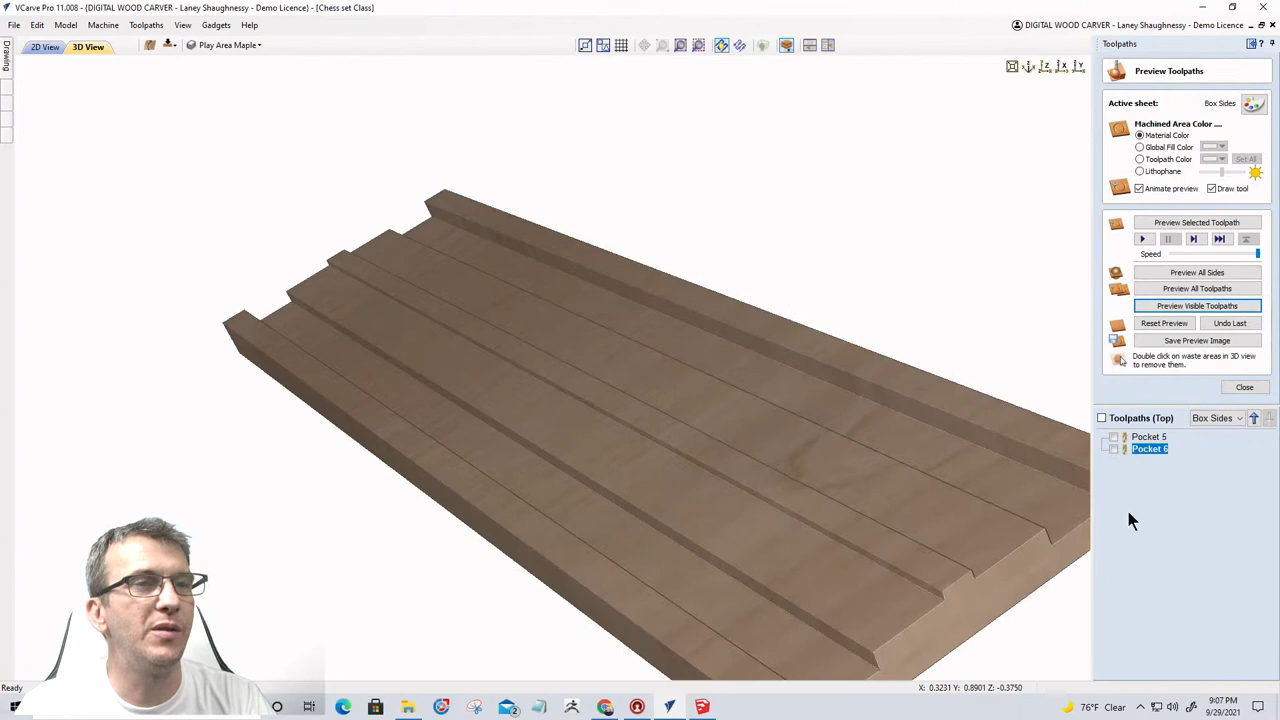 VCarve Pro 11.008 - {DIGITAL WOOD CARVER - Laney Shaughnessy - Demo Licence} - [Chess set Class]
File Edit Model Machine Toolpaths View Gadgets Help
DIGITAL WOOD CARVER - Laney Shaughnessy - Demo Licence
2D View 3D View
Play Area Maple
Drawing
Toolpaths
Preview Toolpaths
Active sheet: Box Sides
Machined Area Color ....
Material Color
Global Fill Color
Toolpath Color Set All
Lithophane
Animate preview Draw tool
Preview Selected Toolpath
Speed
Preview All Sides
Preview All Toolpaths
Preview Visible Toolpaths
Reset Preview Undo Last
Save Preview Image
Double click on waste areas in 3D view
to remove them.
Close
Toolpaths (Top) Box Sides
Pocket 5
Pocket 6
Ready
X: 0.3231 Y: 0.8901 Z: -0.3750
76°F Clear
9:07 PM
9/29/2021